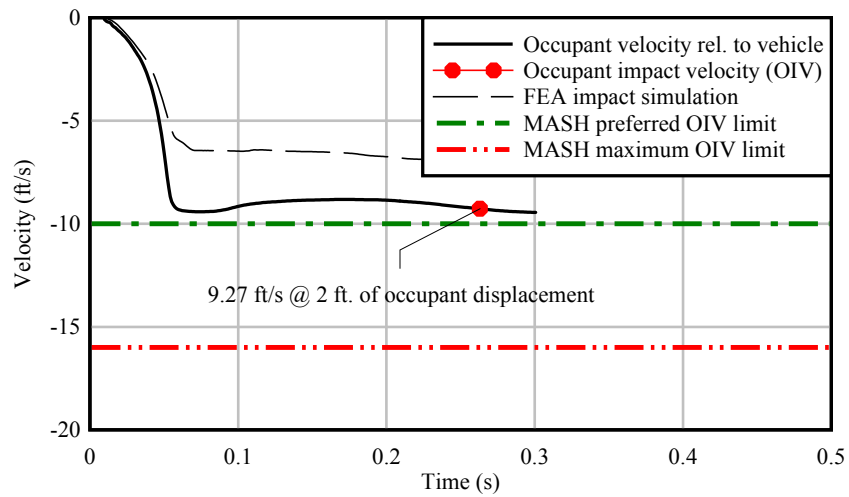 0
-5
-10
-15
-20
Velocity (ft/s)
Occupant velocity rel. to vehicle
Occupant impact velocity (OIV)
FEA impact simulation
MASH preferred OIV limit
MASH maximum OIV limit
9.27 ft/s @ 2 ft. of occupant displacement
0 0.1 0.2 0.3 0.4 0.5
Time (s)